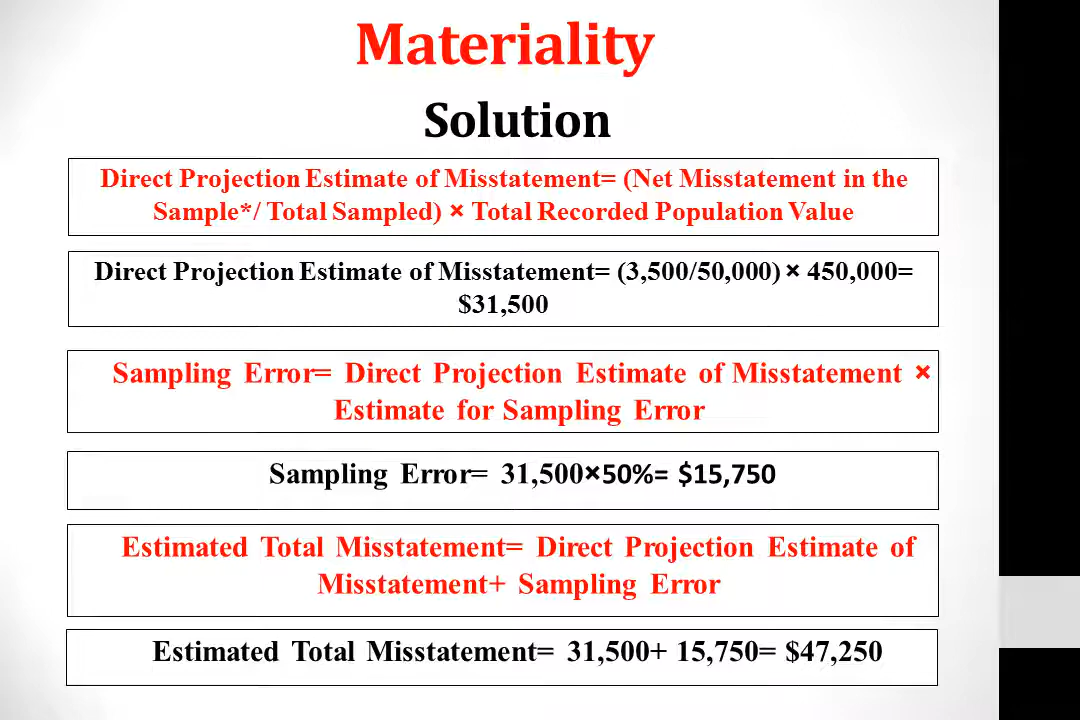 Materiality
Solution
Direct Projection Estimate of Misstatement= (Net Misstatement in the
Sample*/ Total Sampled) × Total Recorded Population Value
Direct Projection Estimate of Misstatement= (3,500/50,000) × 450,000=
$31,500
Sampling Error= Direct Projection Estimate of Misstatement ×
Estimate for Sampling Error
Sampling Error= 31,500×50%= $15,750
Estimated Total Misstatement= Direct Projection Estimate of
Misstatement+ Sampling Error
Estimated Total Misstatement= 31,500+ 15,750= $47,250